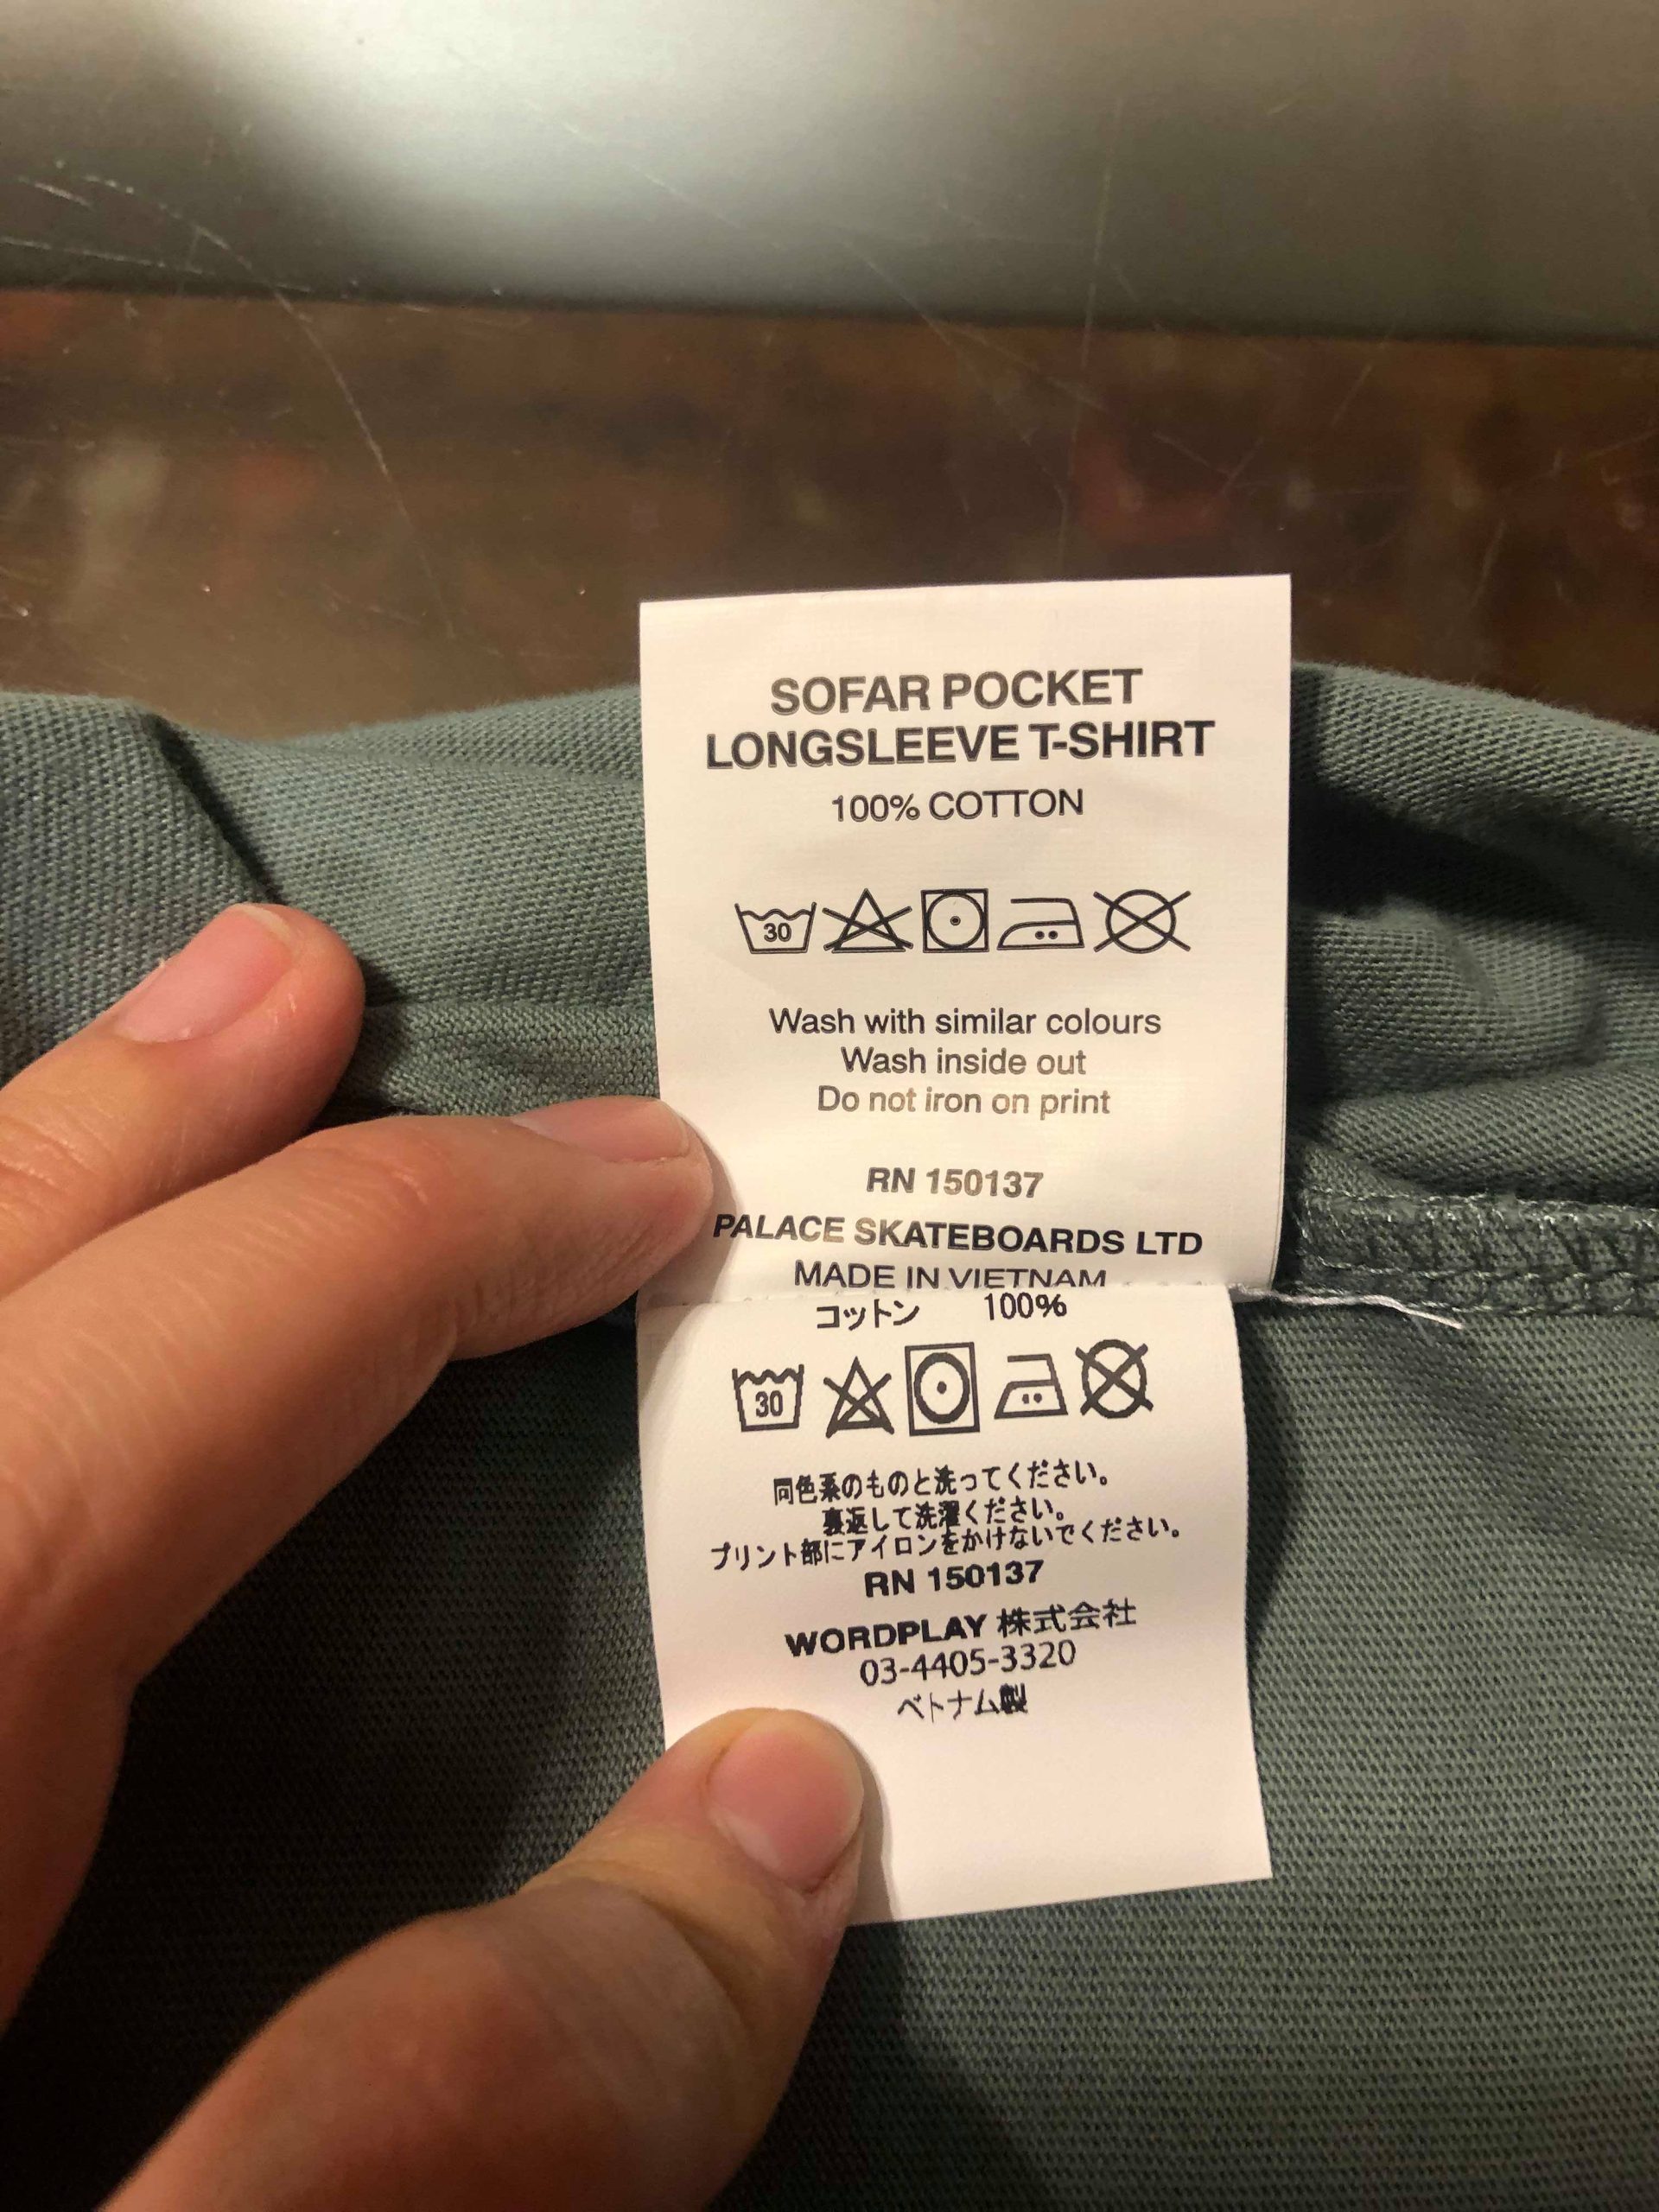 SOFAR POCKET
LONGSLEEVE T-SHIRT
100% COTTON
30
Wash with similar colours
Wash inside out
Do not iron on print
RN 150137
PALACE SKATEBOARDS LTD
MADE IN VIETNAM
コットン 100%
30
同色系のものと洗ってください。
裏返して洗濯ください。
プリント部にアイロンをかけないでください。
RN 150137
WORDPLAY 株式会社
03-4405-3320
ベトナム製